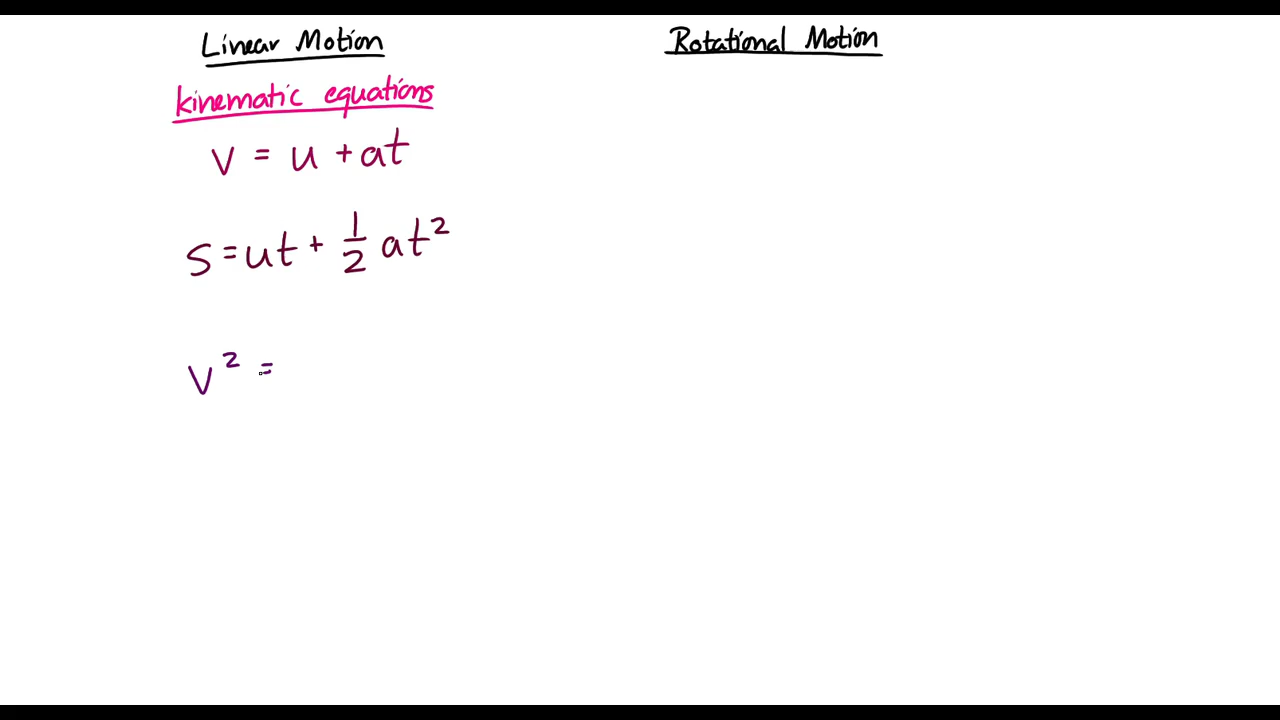 Linear Motion
Rotational Motion
kinematic equations
v = u + at
s = ut + 1/2 at²
v² =